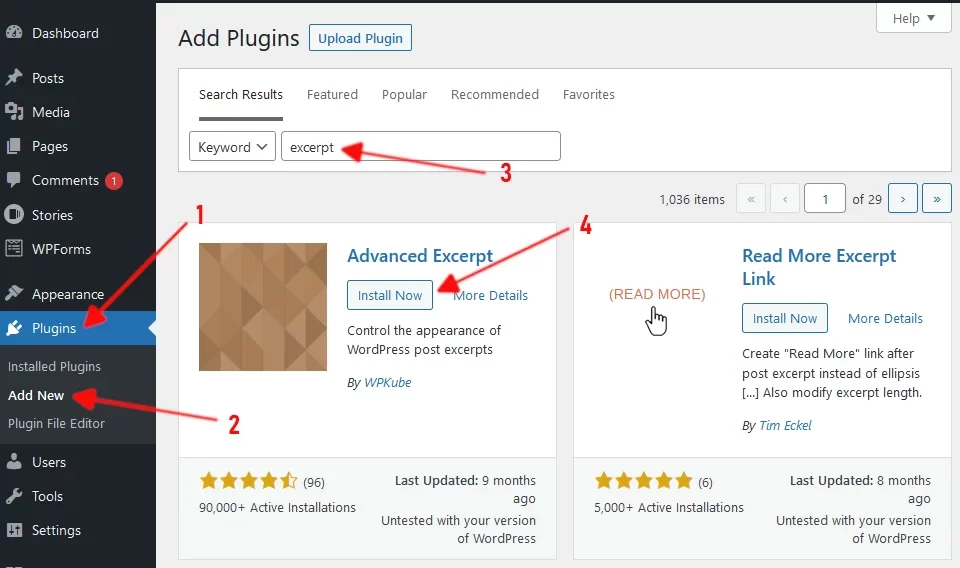 Dashboard
Posts
Media
Pages
Comments 1
Stories
WPForms
Appearance
Plugins
Installed Plugins
Add New
Plugin File Editor
Users
Tools
Settings
1
2
Help
Add Plugins Upload Plugin
Search Results Featured Popular Recommended Favorites
Keyword excerpt
3
1,036 items « ‹ 1 of 29 › »
4
Advanced Excerpt
Install Now More Details
Control the appearance of
WordPress post excerpts
By WPKube
(96)
90,000+ Active Installations
Last Updated: 9 months
ago
Untested with your version
of WordPress
(READ MORE)
Read More Excerpt
Link
Install Now More Details
Create "Read More" link after
post excerpt instead of ellipsis
[...] Also modify excerpt length.
By Tim Eckel
(6)
5,000+ Active Installations
Last Updated: 8 months
ago
Untested with your version
of WordPress